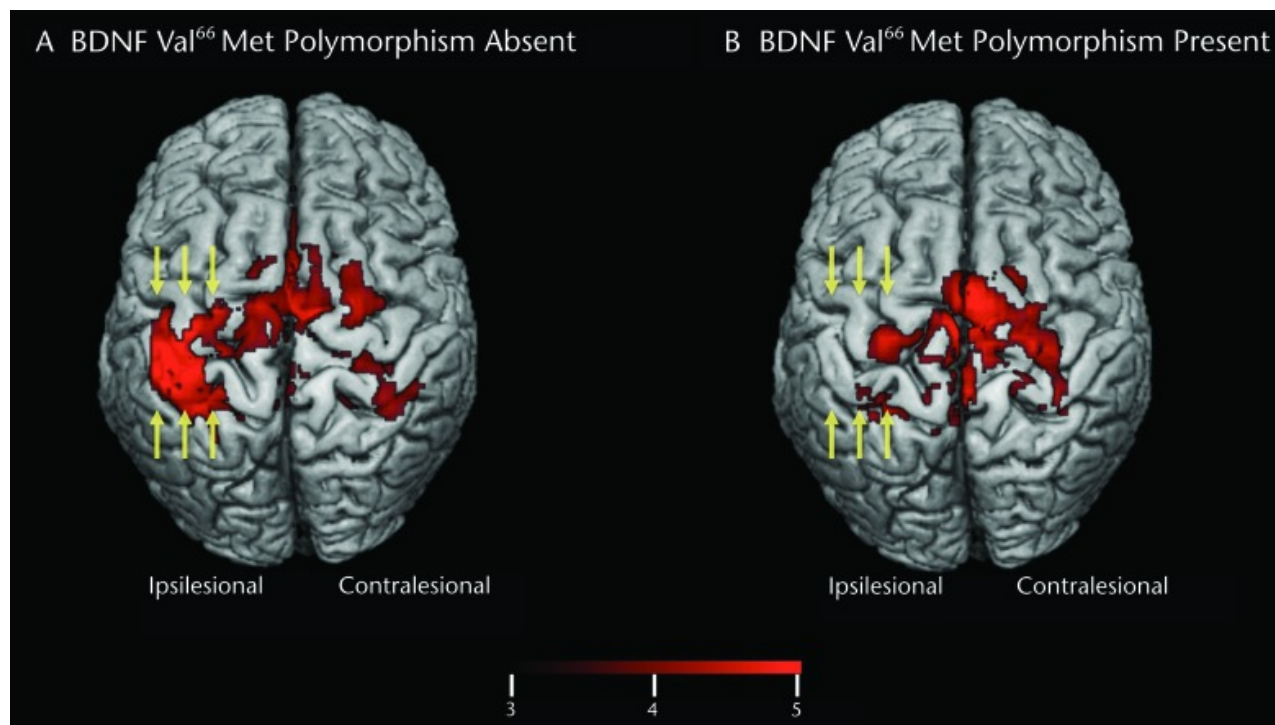 A BDNF Val⁶⁶ Met Polymorphism Absent
B BDNF Val⁶⁶ Met Polymorphism Present
Ipsilesional Contralesional
Ipsilesional Contralesional
3 4 5